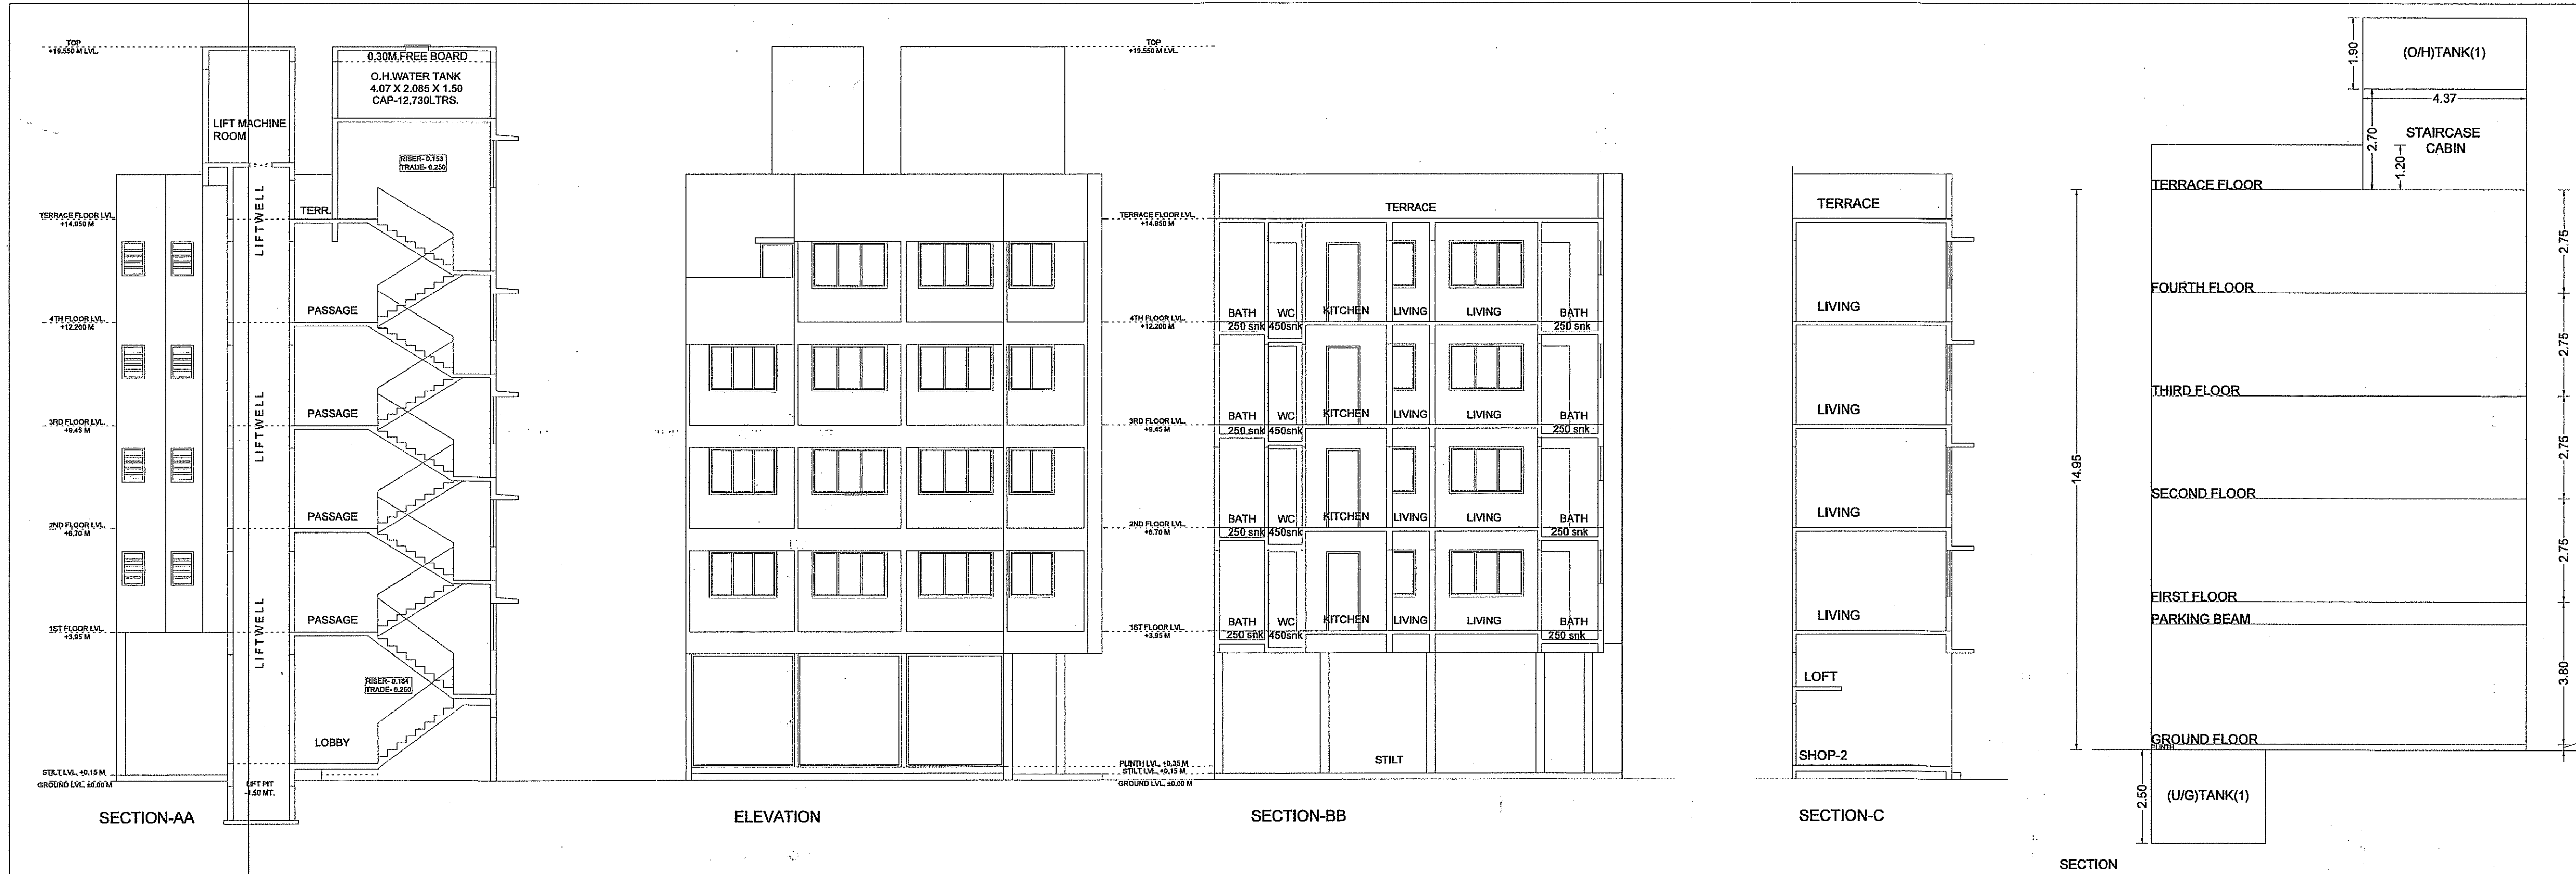 TOP
+19.550 M LVL.
0.30M.FREE BOARD
O.H.WATER TANK
4.07 X 2.085 X 1.50
CAP-12,730LTRS.
LIFT MACHINE
ROOM
RISER- 0.153
TRADE- 0.250
LIFTWELL
TERR.
TERRACE FLOOR LVL.
+14.950 M
PASSAGE
4TH FLOOR LVL.
+12.200 M
PASSAGE
LIFTWELL
3RD FLOOR LVL.
+9.45 M
PASSAGE
2ND FLOOR LVL.
+6.70 M
PASSAGE
LIFTWELL
1ST FLOOR LVL.
+3.95 M
RISER- 0.164
TRADE- 0.250
LOBBY
STILT LVL. +0.15 M
GROUND LVL. ±0.00 M
LIFT PIT
-1.50 MT.
SECTION-AA
ELEVATION
TOP
+19.550 M LVL.
TERRACE FLOOR LVL.
+14.950 M
TERRACE
4TH FLOOR LVL.
+12.200 M
BATH WC KITCHEN LIVING LIVING BATH
250 snk 450snk 250 snk
3RD FLOOR LVL.
+9.45 M
BATH WC KITCHEN LIVING LIVING BATH
250 snk 450snk 250 snk
2ND FLOOR LVL.
+6.70 M
BATH WC KITCHEN LIVING LIVING BATH
250 snk 450snk 250 snk
1ST FLOOR LVL.
+3.95 M
BATH WC KITCHEN LIVING LIVING BATH
250 snk 450snk 250 snk
STILT
PLINTH LVL. +0.35 M
STILT LVL. +0.15 M
GROUND LVL. ±0.00 M
SECTION-BB
TERRACE
LIVING
LIVING
LIVING
LIVING
LOFT
SHOP-2
SECTION-C
1.90
(O/H)TANK(1)
4.37
2.70
STAIRCASE
CABIN
1.20
TERRACE FLOOR
2.75
FOURTH FLOOR
2.75
THIRD FLOOR
2.75
14.95
SECOND FLOOR
2.75
FIRST FLOOR
PARKING BEAM
3.80
GROUND FLOOR
PLINTH
2.50
(U/G)TANK(1)
SECTION